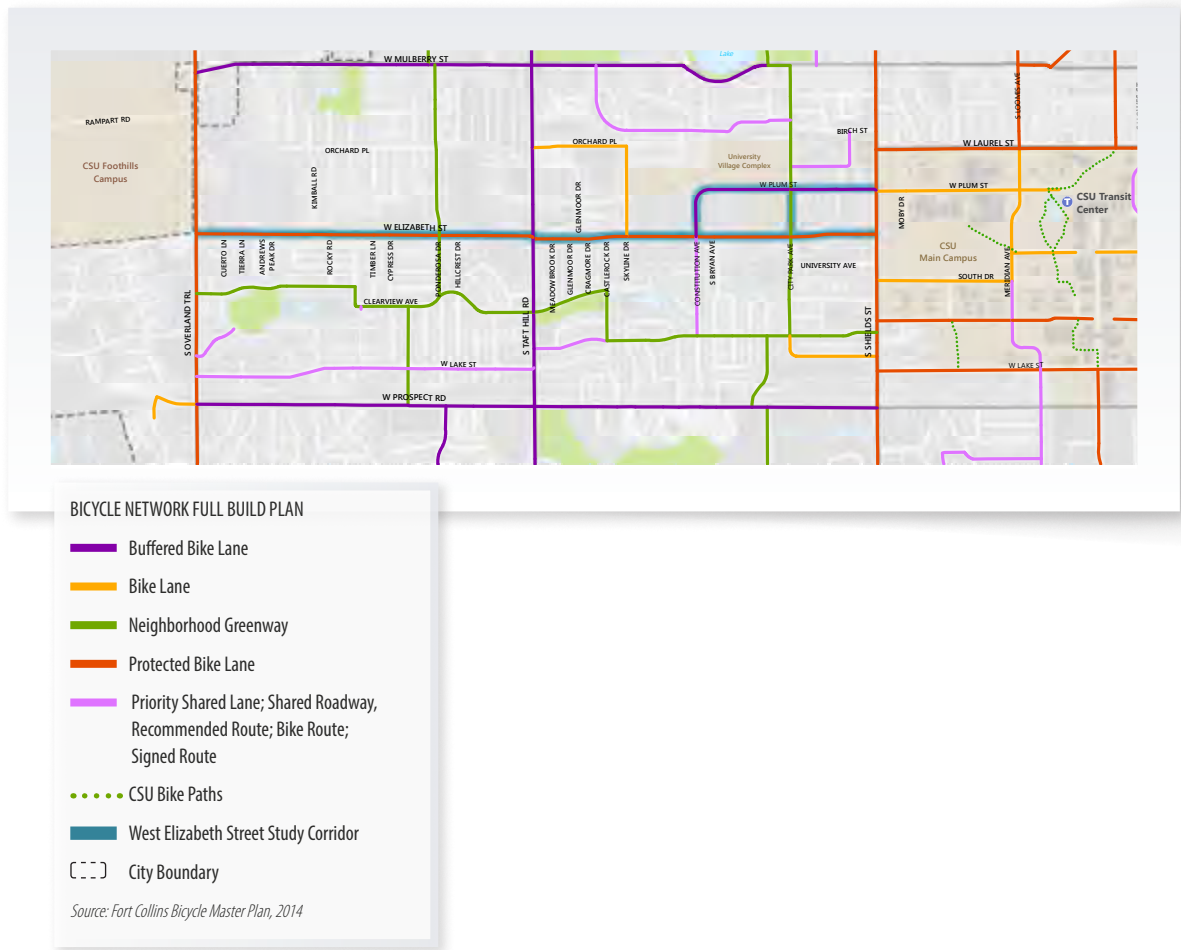 Lake
W MULBERRY ST
S LOOMIS AVE
RAMPART RD
BIRCH ST
ORCHARD PL
W LAUREL ST
ORCHARD PL
CSU Foothills
Campus
University
Village Complex
KIMBALL RD
GLENMOOR DR
W PLUM ST
W PLUM ST
MOBY DR
CSU Transit
Center
T
W ELIZABETH ST
CUERTO LN
TIERRA LN
ANDREWS
PEAK DR
ROCKY RD
TIMBER LN
CYPRESS DR
PONDEROSA DR
HILLCREST DR
MEADOWBROOK DR
GLENMOOR DR
CRAGMORE DR
CASTLEROCK DR
SKYLINE DR
CONSTITUTION AVE
S BRYAN AVE
CITY PARK AVE
UNIVERSITY AVE
CSU
Main Campus
MERIDIAN AVE
SOUTH DR
CLEARVIEW AVE
S OVERLAND TRL
S TAFT HILL RD
S SHIELDS ST
W LAKE ST
W LAKE ST
W PROSPECT RD
BICYCLE NETWORK FULL BUILD PLAN
Buffered Bike Lane
Bike Lane
Neighborhood Greenway
Protected Bike Lane
Priority Shared Lane; Shared Roadway,
Recommended Route; Bike Route;
Signed Route
CSU Bike Paths
West Elizabeth Street Study Corridor
City Boundary
Source: Fort Collins Bicycle Master Plan, 2014